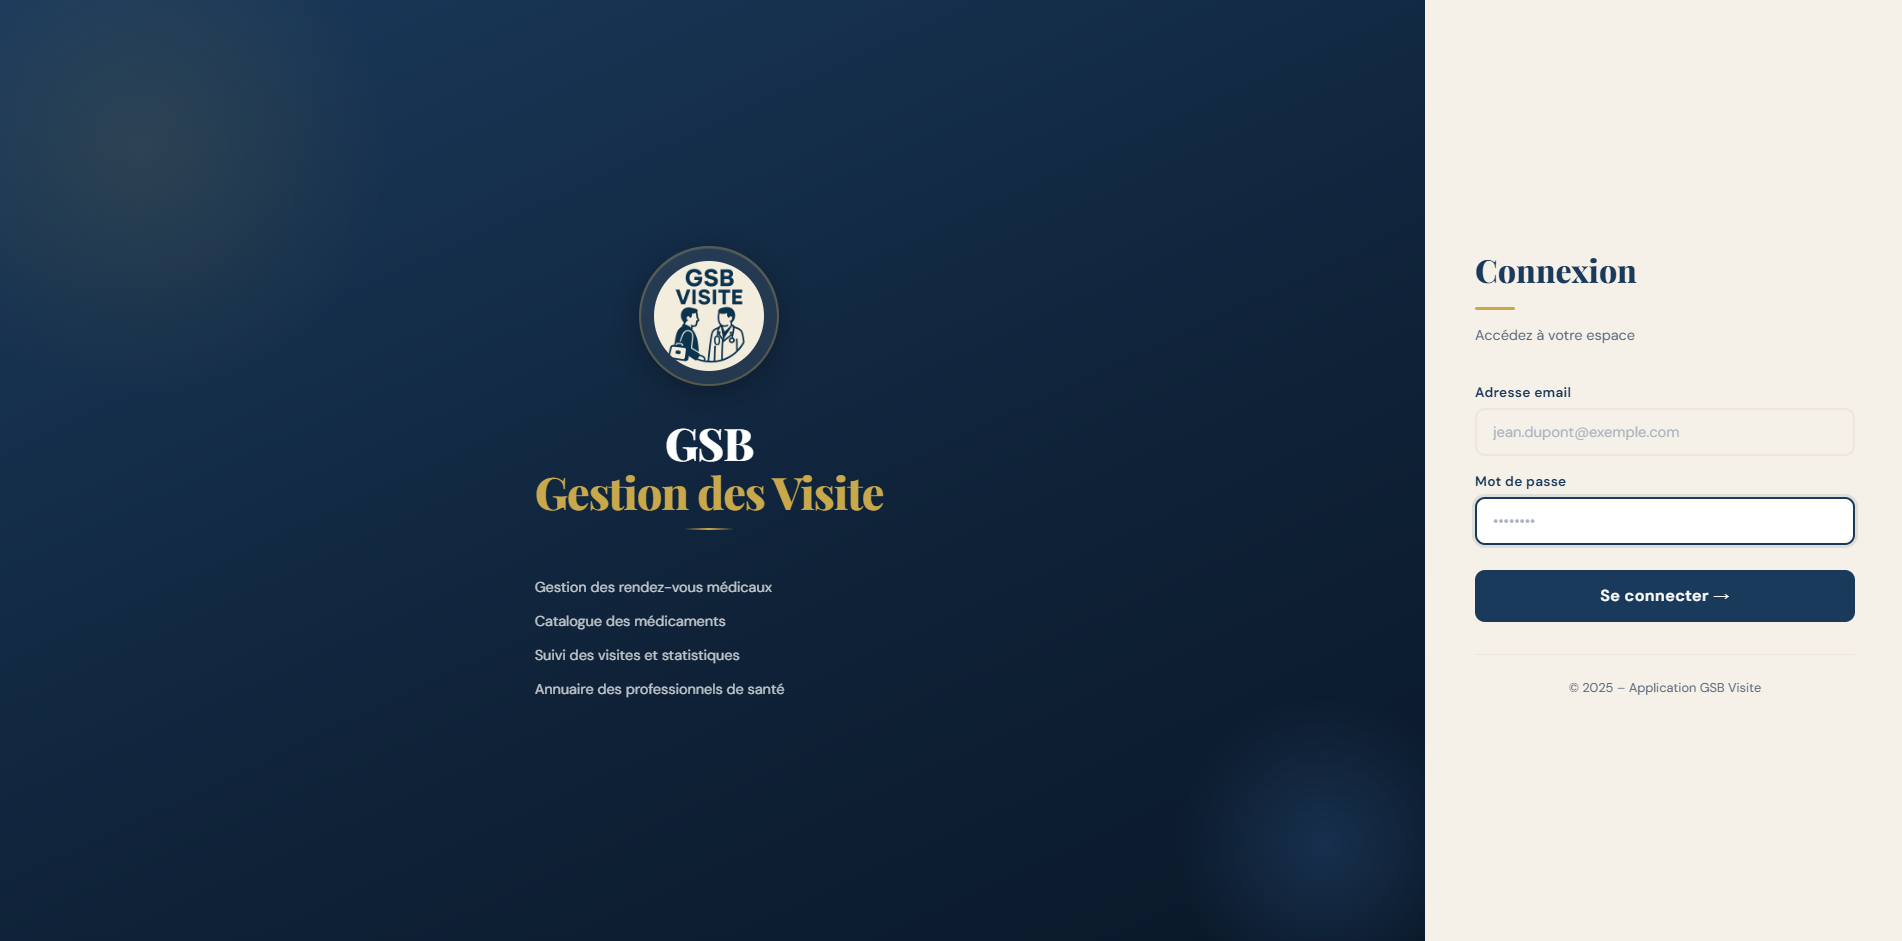 GSB
VISITE
GSB
Gestion des Visite
Gestion des rendez-vous médicaux
Catalogue des médicaments
Suivi des visites et statistiques
Annuaire des professionnels de santé
Connexion
Accédez à votre espace
Adresse email
jean.dupont@exemple.com
Mot de passe
••••••••
Se connecter →
© 2025 – Application GSB Visite